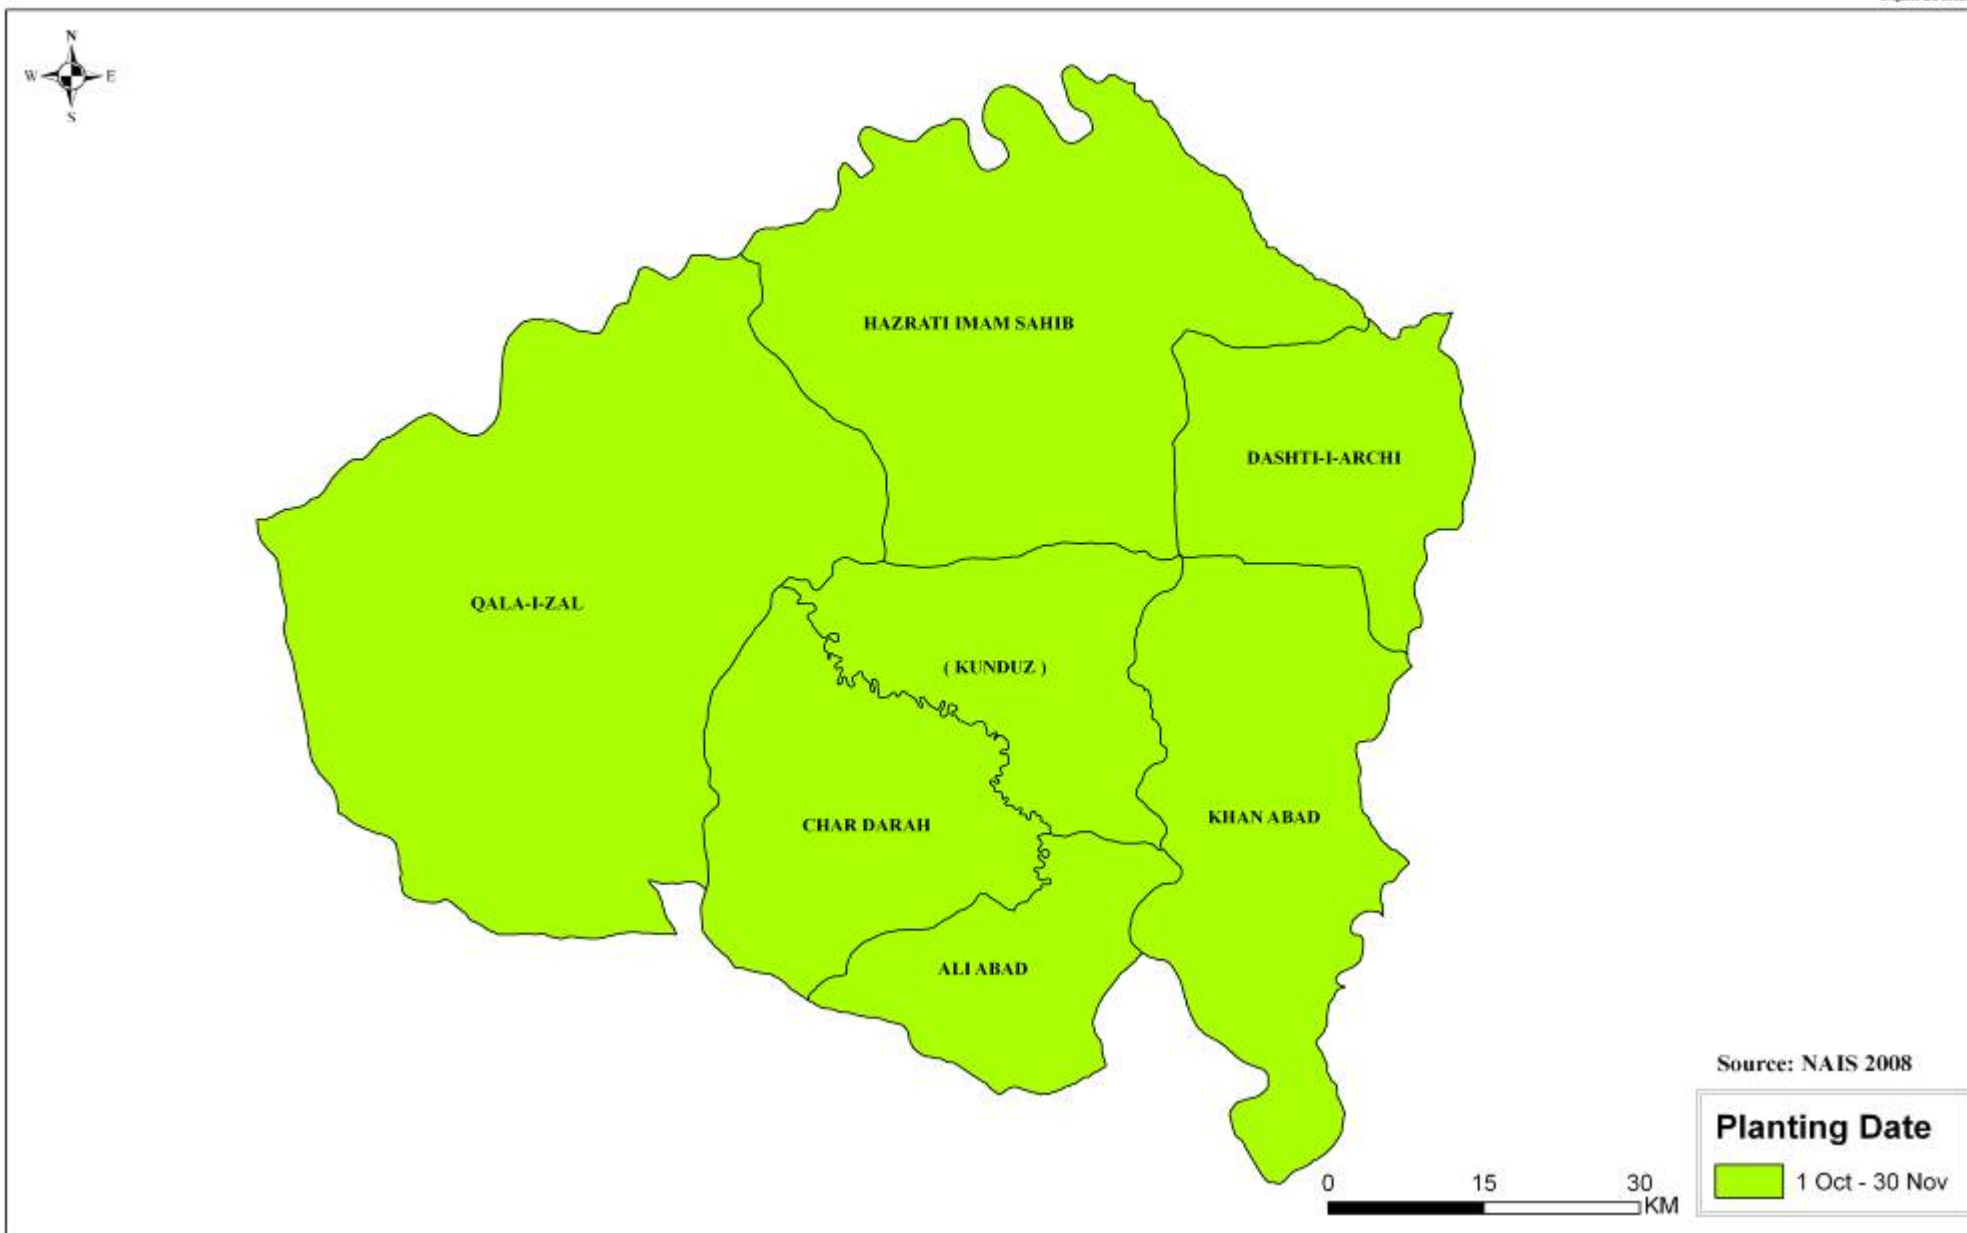 N
W E
S
HAZRATI IMAM SAHIB
DASHTI-I-ARCHI
QALA-I-ZAL
( KUNDUZ )
KHAN ABAD
CHAR DARAH
ALI ABAD
Source: NAIS 2008
Planting Date
1 Oct - 30 Nov
0 15 30
KM